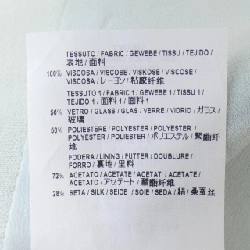 TESSUTO / FABRIC / GEWEBE / TISSU / TEJIDO /
表地 / 面料
100% VISCOSA / VISCOSE / VISKOSE / VISCOSE /
VISCOSA / レーヨン / 粘胶纤维
TESSUTO 1 / FABRIC 1 / GEWEBE 1 / TISSU 1 /
TEJIDO 1 / 表地 1 / 面料 1
50% VETRO / GLASS / GLAS / VERRE / VIDRIO / ガラス /
玻璃
50% POLIESTERE / POLYESTER / POLYESTER /
POLYESTER / POLIESTER / ポリエステル / 聚酯纤
维
FODERA / LINING / FUTTER / DOUBLURE /
FORRO / 裏地 / 里料
72% ACETATO / ACETATE / ACETAT / ACETATE /
ACETATO / アセテート / 醋酯纤维
28% SETA / SILK / SEIDE / SOIE / SEDA / 絹 / 桑蚕丝